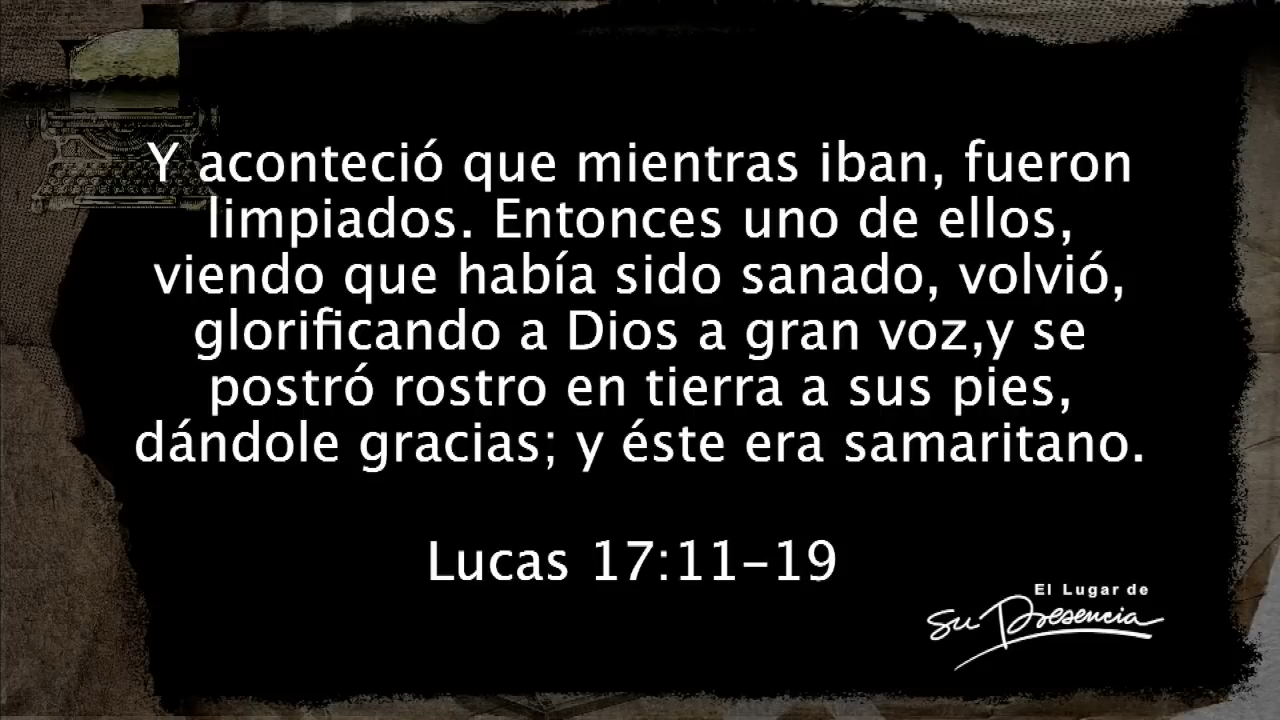 Y aconteció que mientras iban, fueron
limpiados. Entonces uno de ellos,
viendo que había sido sanado, volvió,
glorificando a Dios a gran voz,y se
postró rostro en tierra a sus pies,
dándole gracias; y éste era samaritano.
Lucas 17:11-19
El Lugar de
Su Presencia